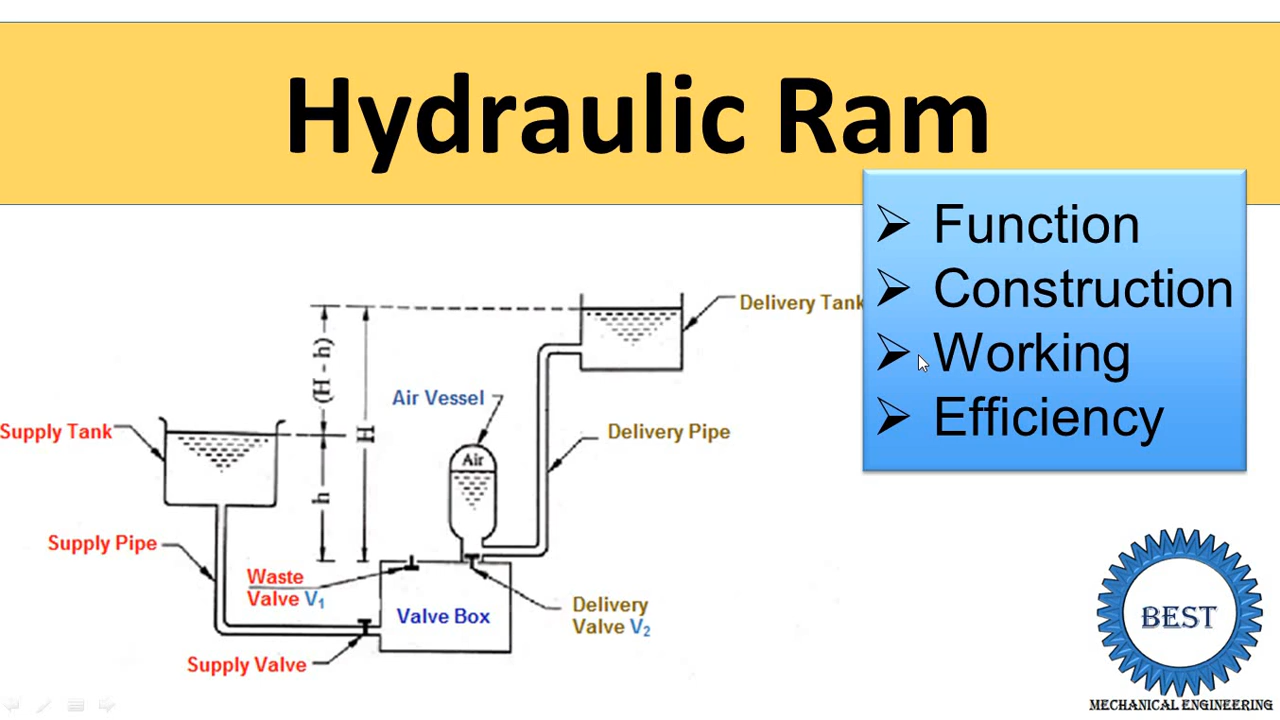 Hydraulic Ram
Function
Construction
Working
Efficiency
Delivery Tank
(H - h)
Air Vessel
H
Supply Tank
Delivery Pipe
Air
h
Supply Pipe
Waste
Valve V₁
Valve Box
Delivery
Valve V₂
Supply Valve
BEST
MECHANICAL ENGINEERING